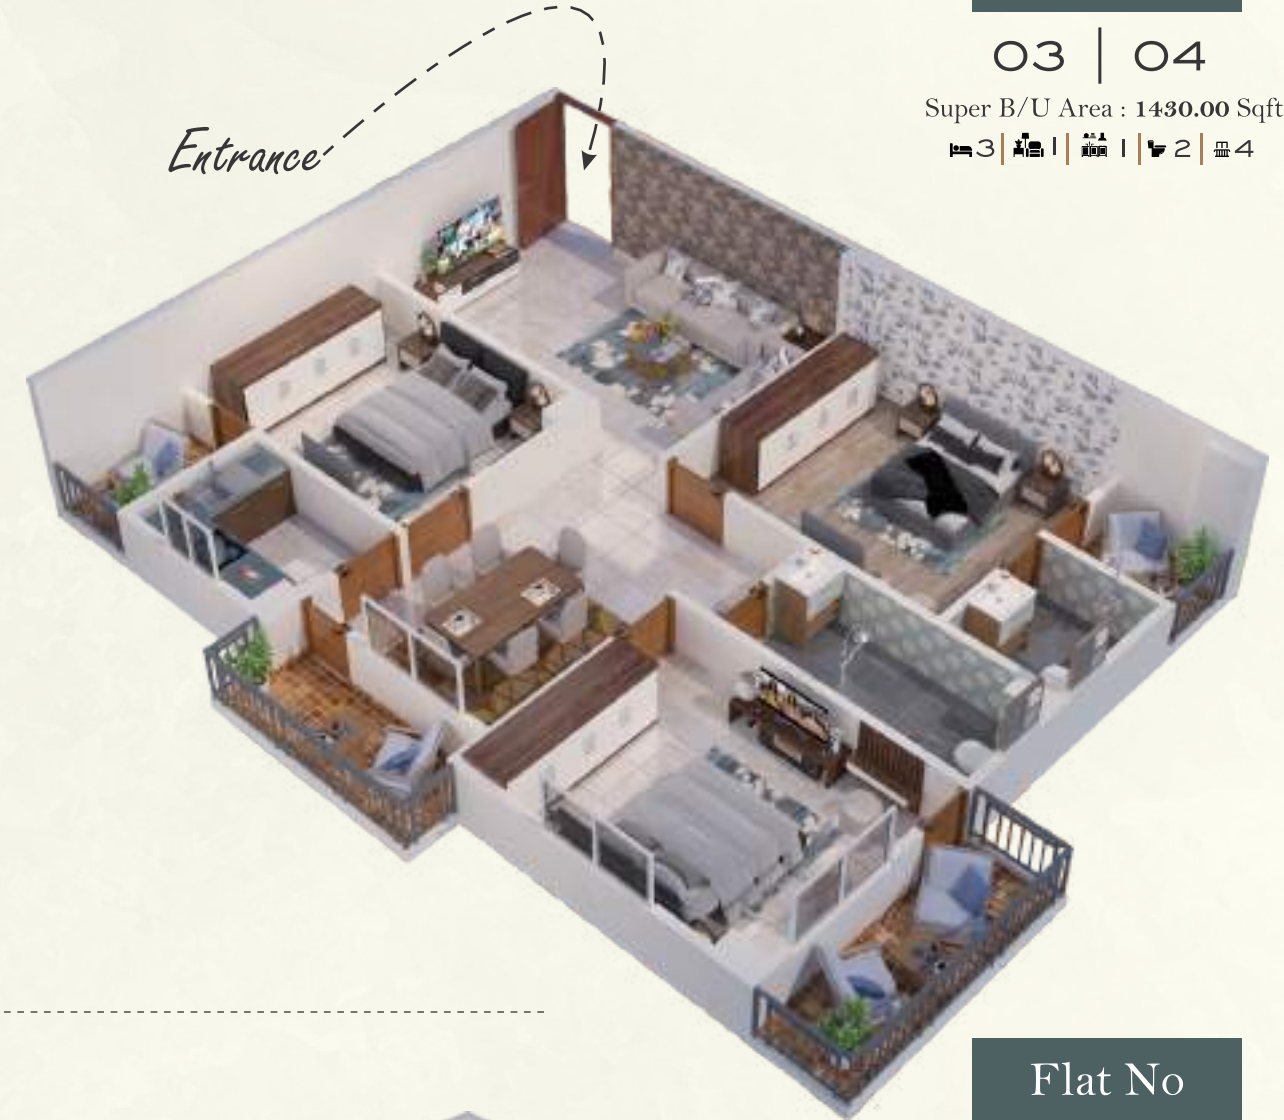 03 | 04
Super B/U Area : 1430.00 Sqft
3 | 1 | 1 | 2 | 4
Entrance
Flat No